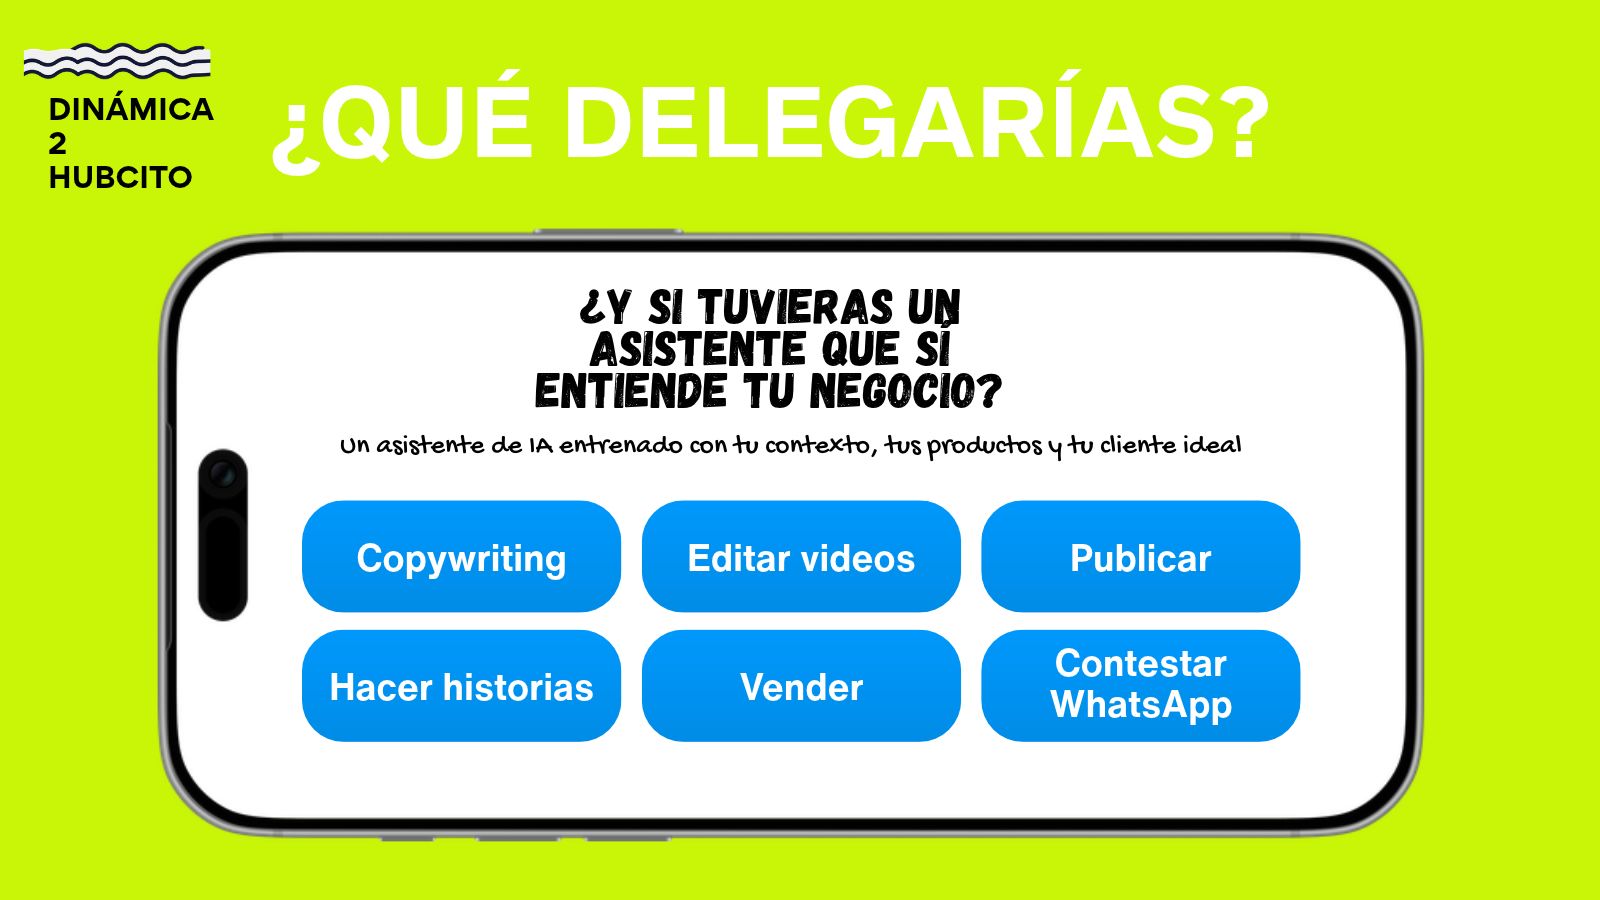 DINÁMICA
2
HUBCITO
¿QUÉ DELEGARÍAS?
¿Y SI TUVIERAS UN
ASISTENTE QUE SÍ
ENTIENDE TU NEGOCIO?
Un asistente de IA entrenado con tu contexto, tus productos y tu cliente ideal
Copywriting
Editar videos
Publicar
Hacer historias
Vender
Contestar
WhatsApp